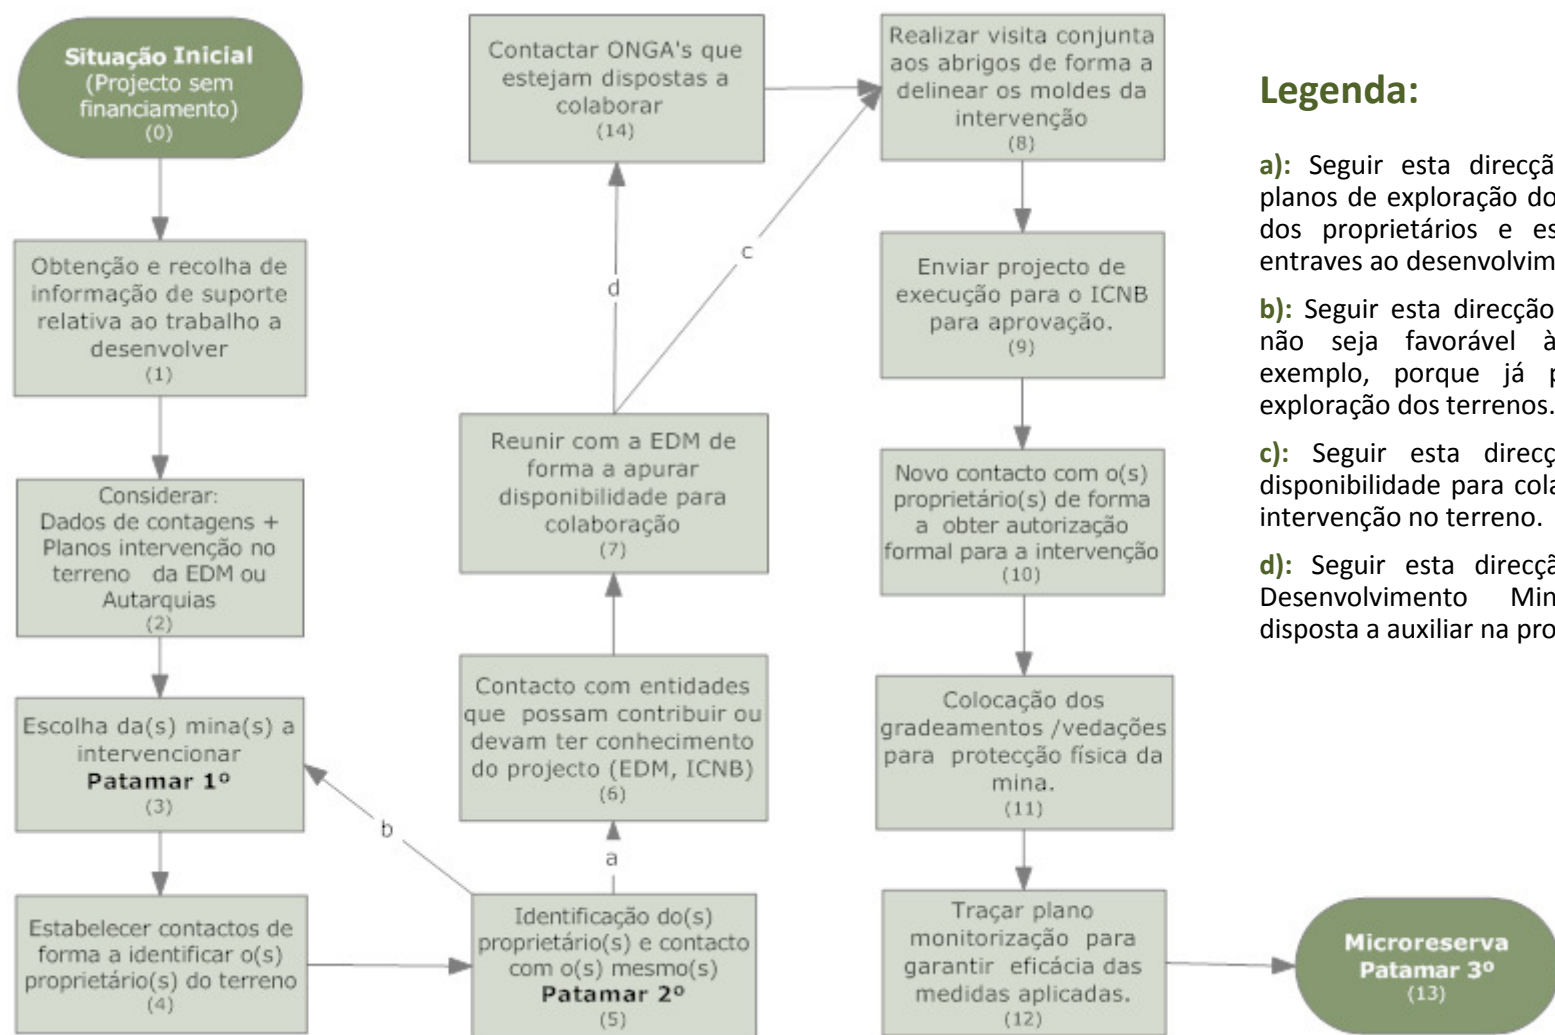 Situação Inicial
(Projecto sem
financiamento)
(0)
Obtenção e recolha de
informação de suporte
relativa ao trabalho a
desenvolver
(1)
Considerar:
Dados de contagens +
Planos intervenção no
terreno da EDM ou
Autarquias
(2)
Escolha da(s) mina(s) a
intervencionar
Patamar 1º
(3)
Estabelecer contactos de
forma a identificar o(s)
proprietário(s) do terreno
(4)
b
Identificação do(s)
proprietário(s) e contacto
com o(s) mesmo(s)
Patamar 2º
(5)
a
Contacto com entidades
que possam contribuir ou
devam ter conhecimento
do projecto (EDM, ICNB)
(6)
Reunir com a EDM de
forma a apurar
disponibilidade para
colaboração
(7)
d
c
Contactar ONGA's que
estejam dispostas a
colaborar
(14)
Realizar visita conjunta
aos abrigos de forma a
delinear os moldes da
intervenção
(8)
Enviar projecto de
execução para o ICNB
para aprovação.
(9)
Novo contacto com o(s)
proprietário(s) de forma
a obter autorização
formal para a intervenção
(10)
Colocação dos
gradeamentos /vedações
para protecção física da
mina.
(11)
Traçar plano
monitorização para
garantir eficácia das
medidas aplicadas.
(12)
Microreserva
Patamar 3º
(13)
Legenda:
a): Seguir esta direcçã
planos de exploração do
dos proprietários e es
entraves ao desenvolvim
b): Seguir esta direcção
não seja favorável à
exemplo, porque já p
exploração dos terrenos.
c): Seguir esta direcç
disponibilidade para cola
intervenção no terreno.
d): Seguir esta direcçã
Desenvolvimento Min
disposta a auxiliar na pro